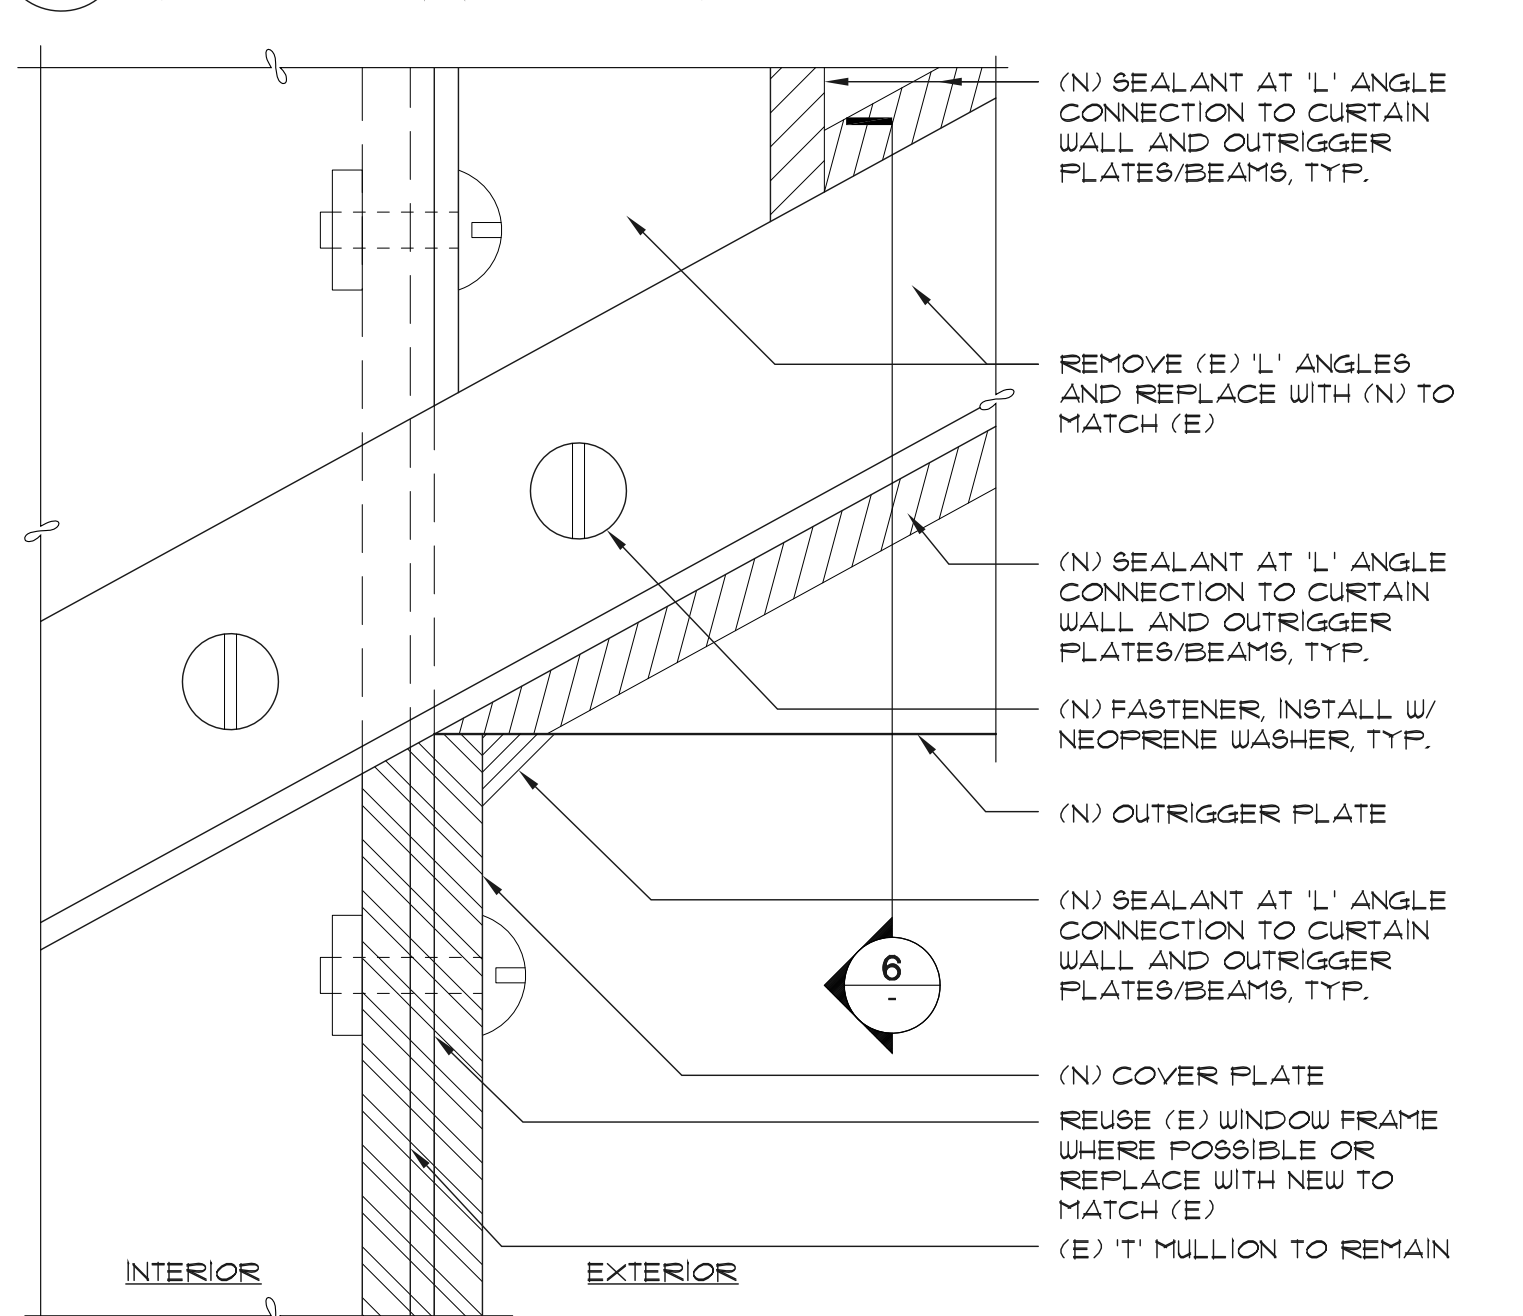 (N) SEALANT AT 'L' ANGLE
CONNECTION TO CURTAIN
WALL AND OUTRIGGER
PLATES/BEAMS, TYP.
REMOVE (E) 'L' ANGLES
AND REPLACE WITH (N) TO
MATCH (E)
(N) SEALANT AT 'L' ANGLE
CONNECTION TO CURTAIN
WALL AND OUTRIGGER
PLATES/BEAMS, TYP.
(N) FASTENER, INSTALL W/
NEOPRENE WASHER, TYP.
(N) OUTRIGGER PLATE
(N) SEALANT AT 'L' ANGLE
CONNECTION TO CURTAIN
WALL AND OUTRIGGER
PLATES/BEAMS, TYP.
6
-
(N) COVER PLATE
REUSE (E) WINDOW FRAME
WHERE POSSIBLE OR
REPLACE WITH NEW TO
MATCH (E)
(E) 'T' MULLION TO REMAIN
INTERIOR
EXTERIOR